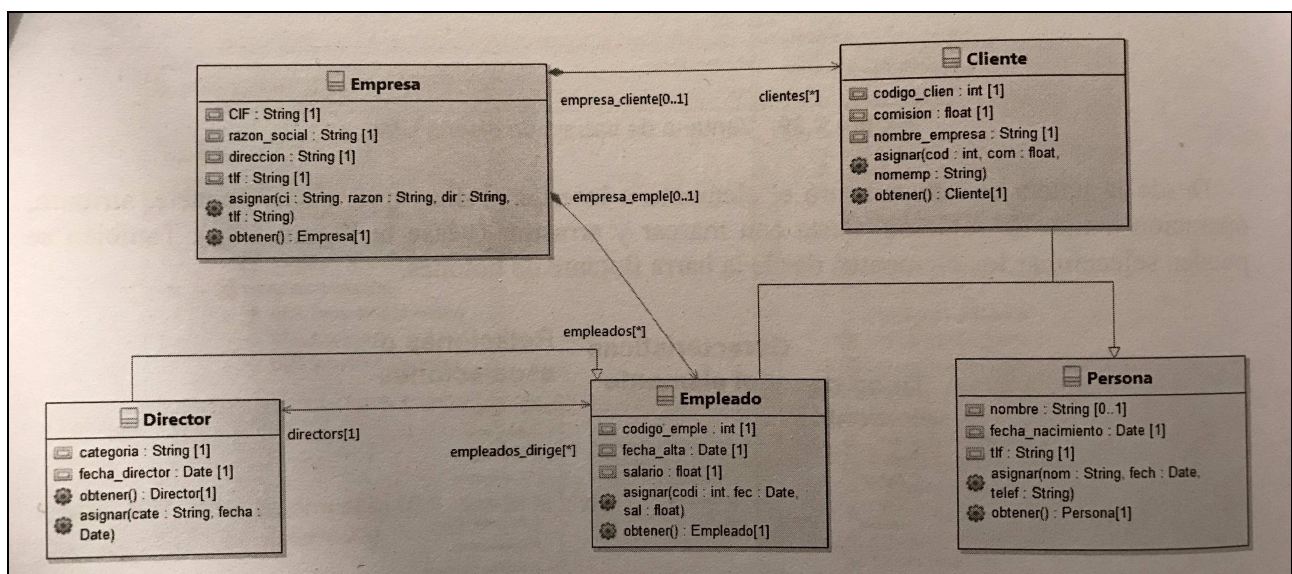 Empresa
CIF : String [1]
razon_social : String [1]
direccion : String [1]
tlf : String [1]
asignar(ci : String, razon : String, dir : String,
tlf : String)
obtener() : Empresa[1]
empresa_cliente[0..1]
clientes[*]
Cliente
codigo_clien : int [1]
comision : float [1]
nombre_empresa : String [1]
asignar(cod : int, com : float,
nomemp : String)
obtener() : Cliente[1]
empresa_emple[0..1]
empleados[*]
Director
categoria : String [1]
fecha_director : Date [1]
obtener() : Director[1]
asignar(cate : String, fecha :
Date)
directors[1]
empleados_dirige[*]
Empleado
codigo_emple : int [1]
fecha_alta : Date [1]
salario : float [1]
asignar(codi : int, fec : Date,
sal : float)
obtener() : Empleado[1]
Persona
nombre : String [0..1]
fecha_nacimiento : Date [1]
tlf : String [1]
asignar(nom : String, fech : Date,
telef : String)
obtener() : Persona[1]